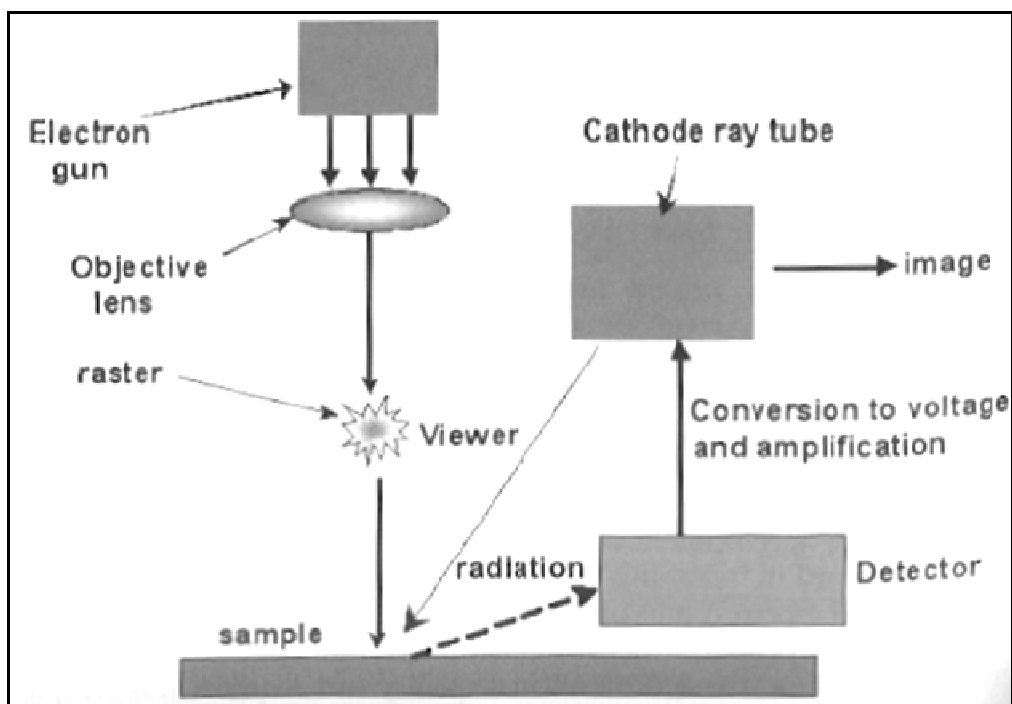 Electron
gun
Cathode ray tube
Objective
lens
image
raster
Viewer
Conversion to voltage
and amplification
radiation
Detector
sample